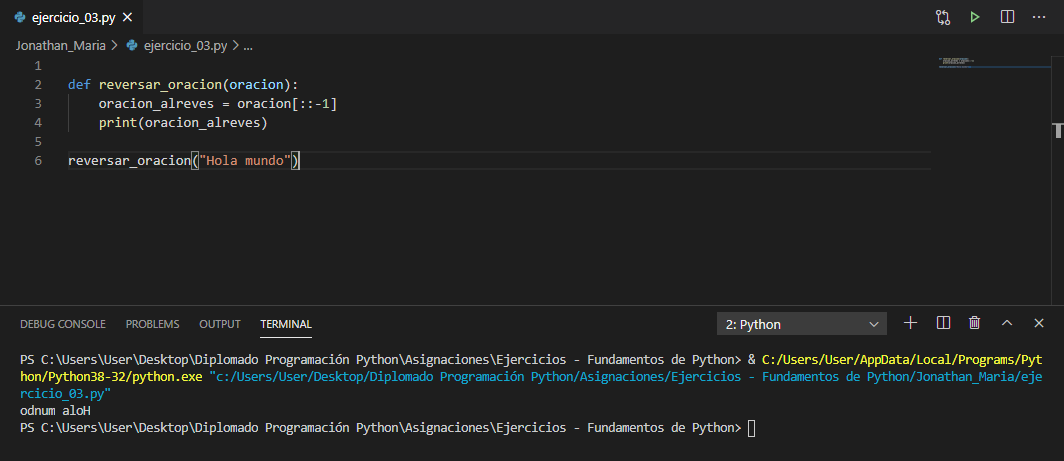 ejercicio_03.py
Jonathan_Maria > ejercicio_03.py > ...
1
2 def reversar_oracion(oracion):
3     oracion_alreves = oracion[::-1]
4     print(oracion_alreves)
5
6 reversar_oracion("Hola mundo")
DEBUG CONSOLE PROBLEMS OUTPUT TERMINAL 2: Python
PS C:\Users\User\Desktop\Diplomado Programación Python\Asignaciones\Ejercicios - Fundamentos de Python> & C:/Users/User/AppData/Local/Programs/Pyt
hon/Python38-32/python.exe "c:/Users/User/Desktop/Diplomado Programación Python/Asignaciones/Ejercicios - Fundamentos de Python/Jonathan_Maria/eje
rcicio_03.py"
odnum aloH
PS C:\Users\User\Desktop\Diplomado Programación Python\Asignaciones\Ejercicios - Fundamentos de Python>